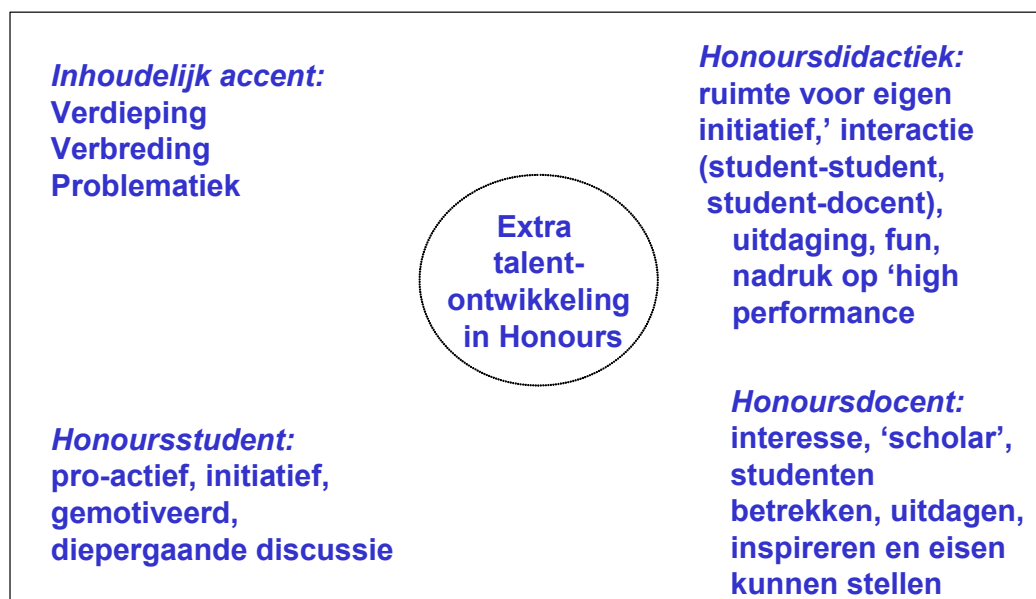 Inhoudelijk accent:
Verdieping
Verbreding
Problematiek
Honoursdidactiek:
ruimte voor eigen
initiatief,’ interactie
(student-student,
student-docent),
uitdaging, fun,
nadruk op ‘high
performance
Extra
talent-
ontwikkeling
in Honours
Honoursstudent:
pro-actief, initiatief,
gemotiveerd,
diepergaande discussie
Honoursdocent:
interesse, ‘scholar’,
studenten
betrekken, uitdagen,
inspireren en eisen
kunnen stellen